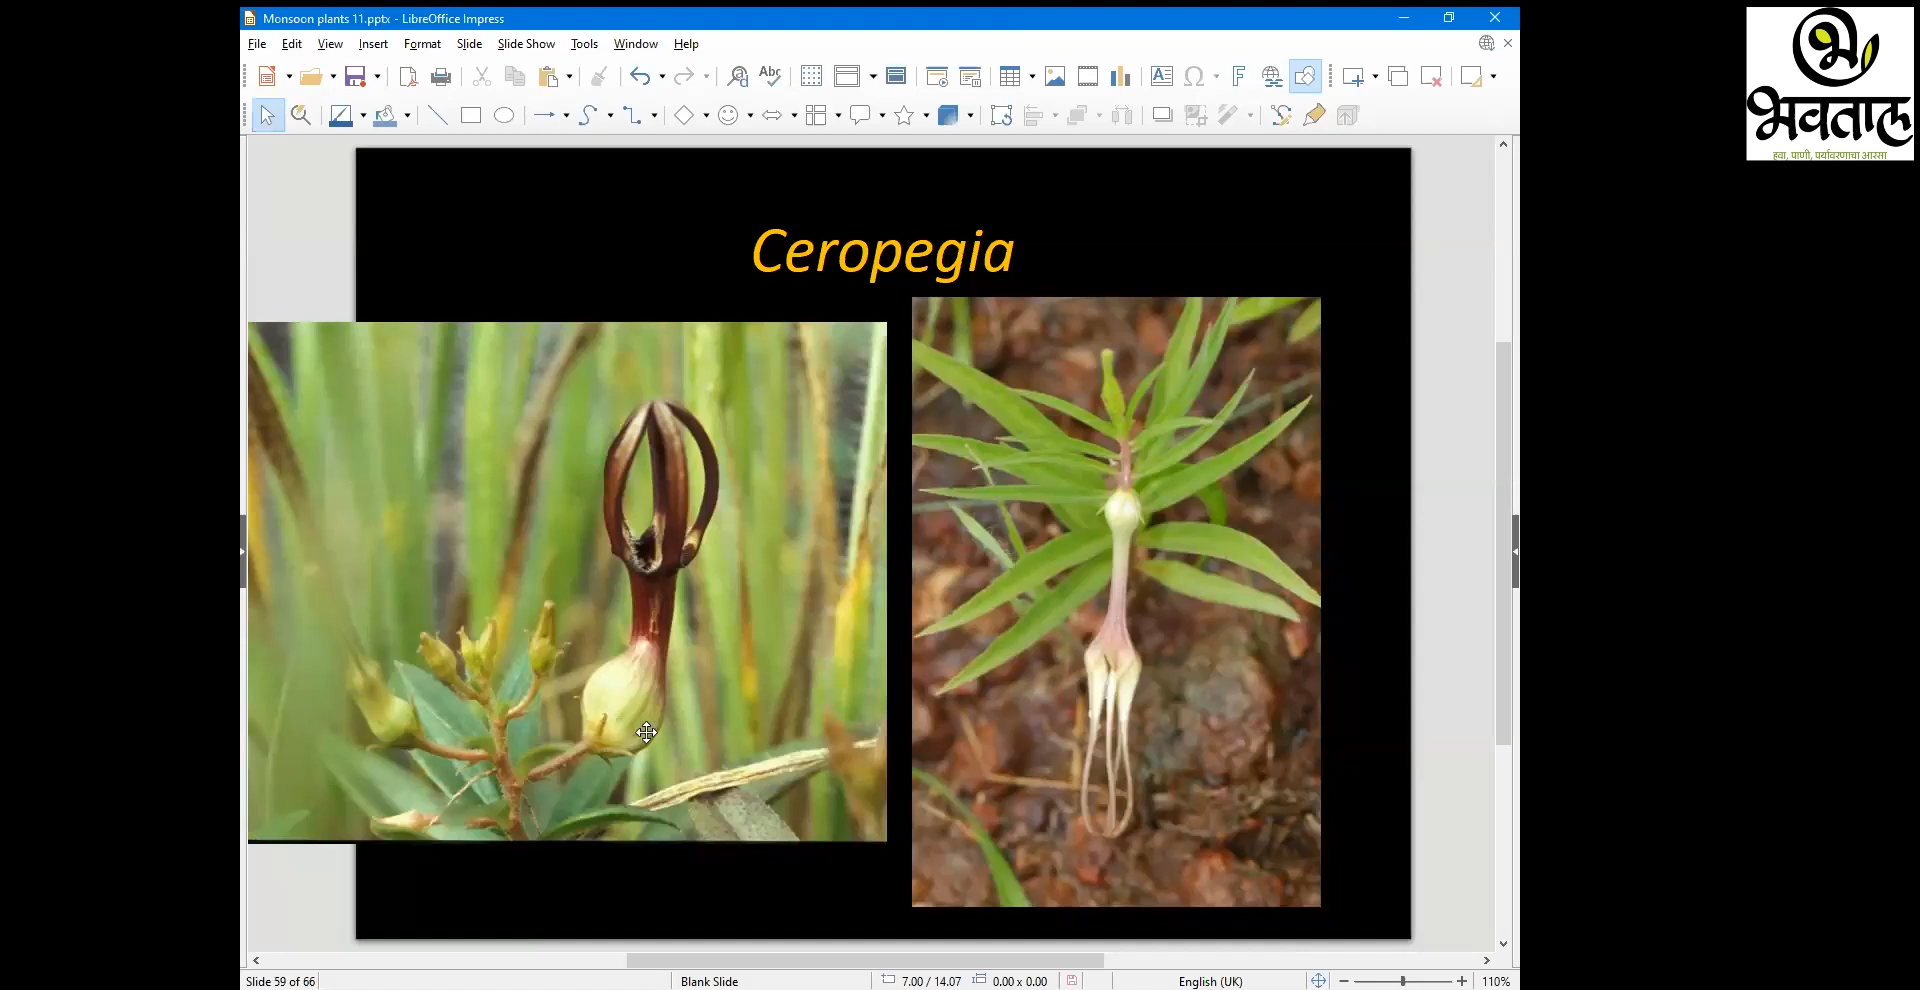 Monsoon plants 11.pptx - LibreOffice Impress
File Edit View Insert Format Slide Slide Show Tools Window Help
भवताल
हवा, पाणी, पर्यावरणाचा आरसा
Ceropegia
Slide 59 of 66 Blank Slide 7.00 / 14.07 0.00 x 0.00 English (UK) 110%